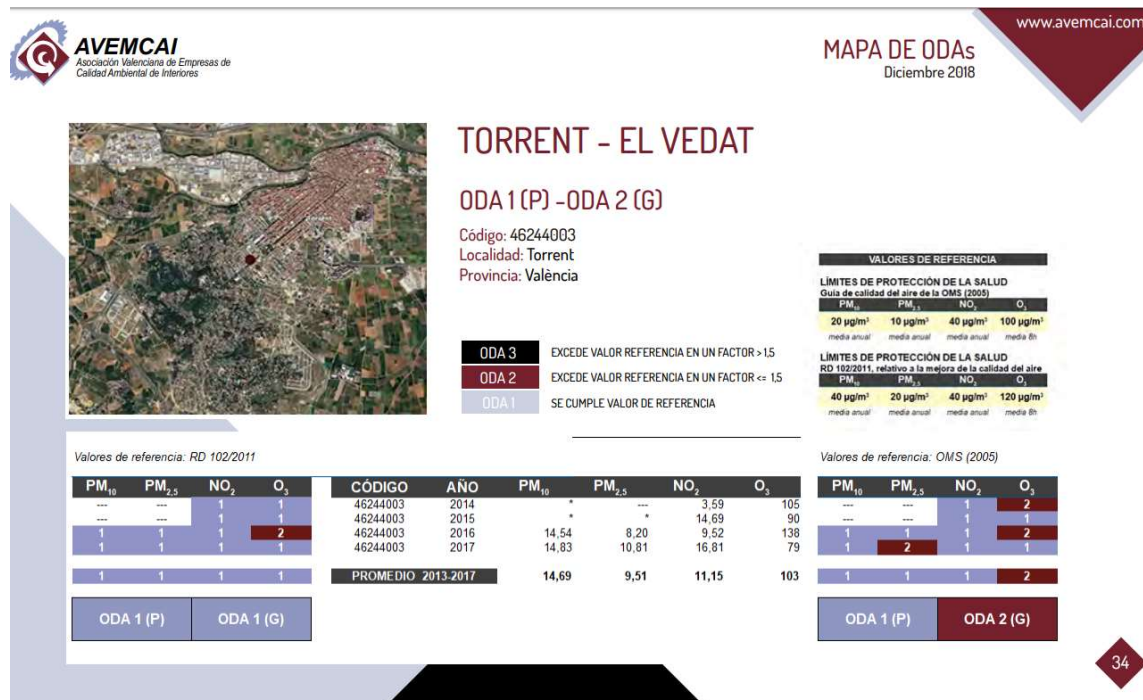 AVEMCAI
Asociación Valenciana de Empresas de
Calidad Ambiental de Interiores
www.avemcai.com
MAPA DE ODAs
Diciembre 2018
TORRENT - EL VEDAT
ODA 1 (P) -ODA 2 (G)
Código: 46244003
Localidad: Torrent
Provincia: València
ODA 3 EXCEDE VALOR REFERENCIA EN UN FACTOR > 1,5
ODA 2 EXCEDE VALOR REFERENCIA EN UN FACTOR <= 1,5
ODA 1 SE CUMPLE VALOR DE REFERENCIA
VALORES DE REFERENCIA
LÍMITES DE PROTECCIÓN DE LA SALUD
Guia de calidad del aire de la OMS (2005)
PM10 PM2,5 NO2 O3
20 µg/m³ 10 µg/m³ 40 µg/m³ 100 µg/m³
media anual media anual media anual media 8h
LÍMITES DE PROTECCIÓN DE LA SALUD
RD 102/2011, relativo a la mejora de la calidad del aire
PM10 PM2,5 NO2 O3
40 µg/m³ 20 µg/m³ 40 µg/m³ 120 µg/m³
media anual media anual media anual media 8h
Valores de referencia: RD 102/2011
PM10 PM2,5 NO2 O3
--- --- 1 1
--- --- 1 1
1 1 1 2
1 1 1 1
1 1 1 1
ODA 1 (P) ODA 1 (G)
CÓDIGO AÑO PM10 PM2,5 NO2 O3
46244003 2014 * --- 3,59 105
46244003 2015 * * 14,69 90
46244003 2016 14,54 8,20 9,52 138
46244003 2017 14,83 10,81 16,81 79
PROMEDIO 2013-2017 14,69 9,51 11,15 103
Valores de referencia: OMS (2005)
PM10 PM2,5 NO2 O3
--- --- 1 2
--- --- 1 1
1 1 1 2
1 2 1 1
1 1 1 2
ODA 1 (P) ODA 2 (G)
34